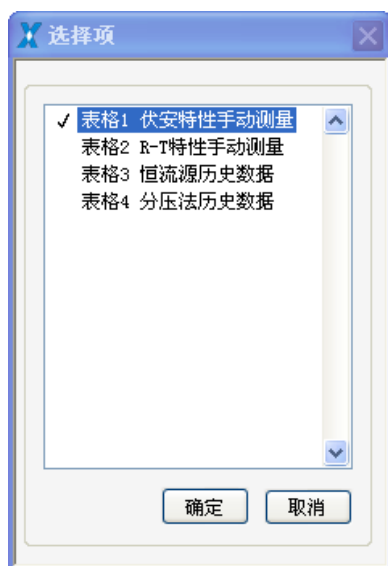 选择项
✓ 表格1 伏安特性手动测量
表格2 R-T特性手动测量
表格3 恒流源历史数据
表格4 分压法历史数据
确定
取消